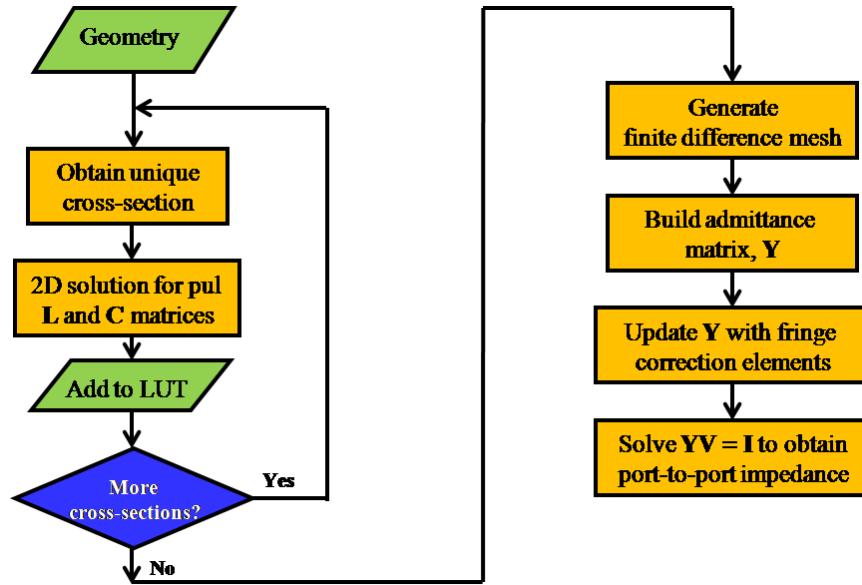 Geometry
Obtain unique
cross-section
2D solution for pul
L and C matrices
Add to LUT
More
cross-sections?
Yes
No
Generate
finite difference mesh
Build admittance
matrix, Y
Update Y with fringe
correction elements
Solve YV = I to obtain
port-to-port impedance